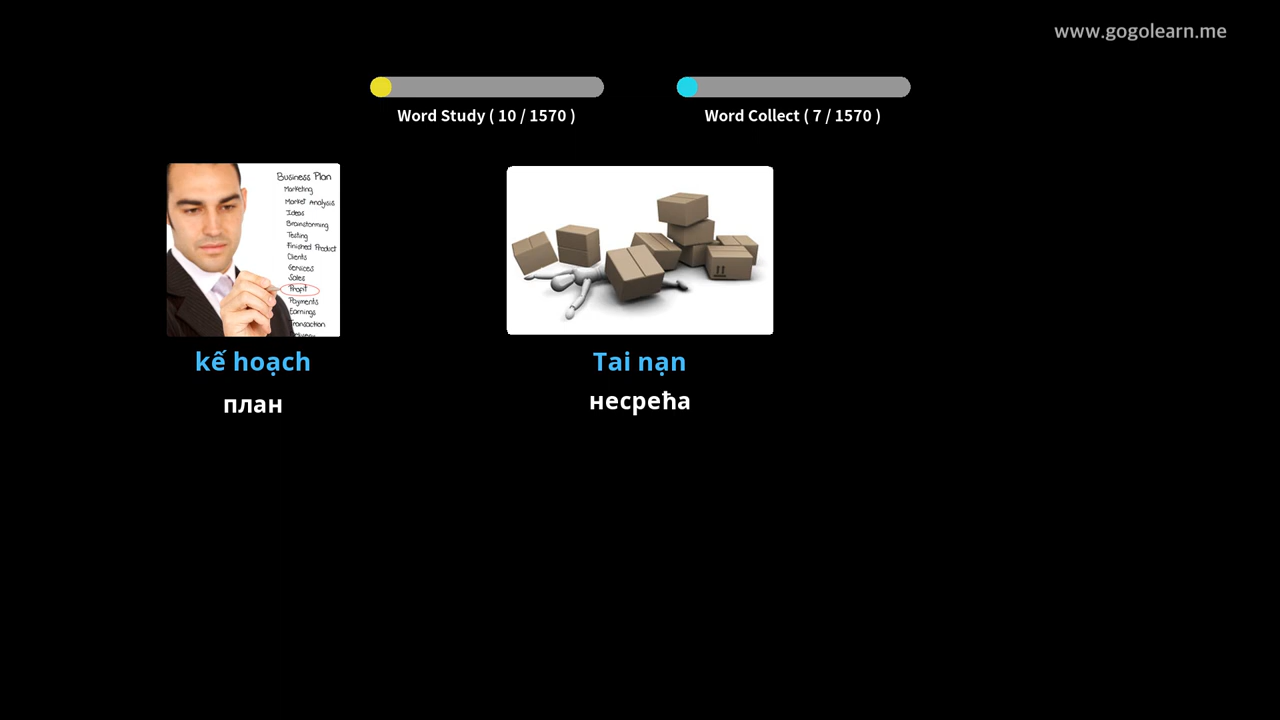 www.gogolearn.me
Word Study ( 10 / 1570 )
Word Collect ( 7 / 1570 )
Business Plan
Marketing
Market Analysis
Ideas
Brainstorming
Testing
Finished Product
Clients
Services
Sales
Profit
Payments
Earnings
Transaction
kế hoạch
план
Tai nạn
несрећа